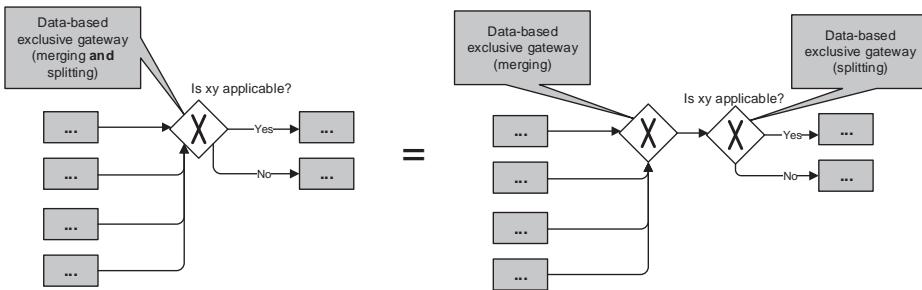 Data-based
exclusive gateway
(merging and
splitting)
Is xy applicable?
...
X
Yes
...
...
No
...
...
...
=
Data-based
exclusive gateway
(merging)
Data-based
exclusive gateway
(splitting)
Is xy applicable?
...
X
X
Yes
...
...
No
...
...
...